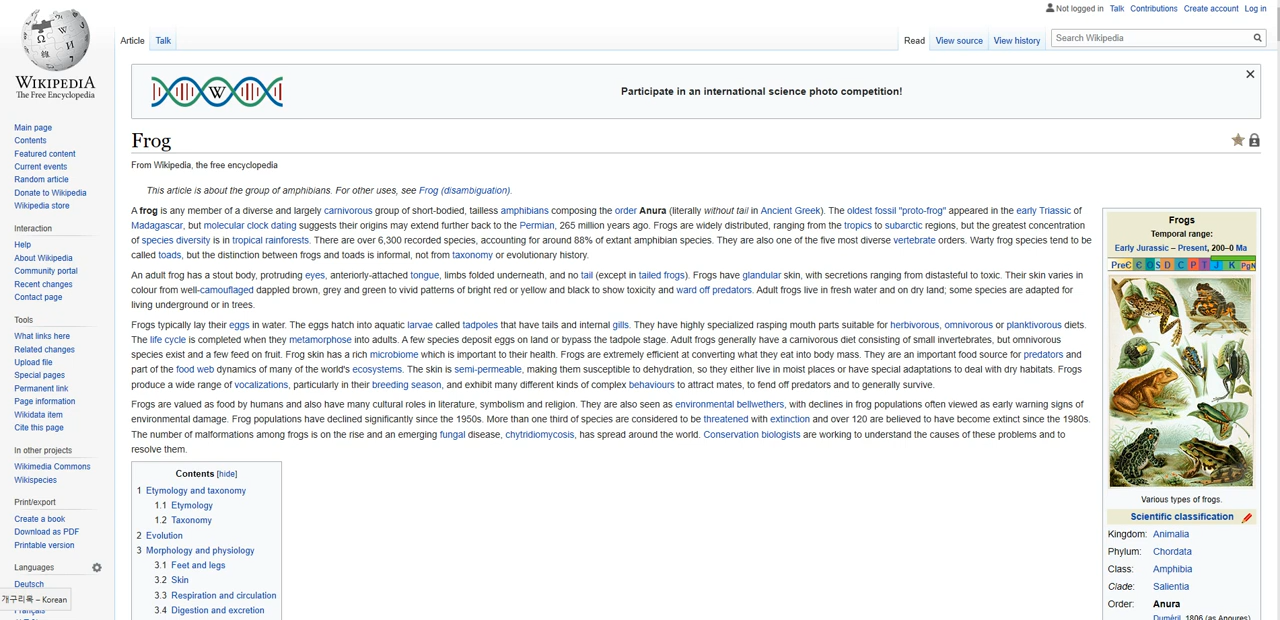 Not logged in Talk Contributions Create account Log in
Article Talk Read View source View history Search Wikipedia
WIKIPEDIA
The Free Encyclopedia
Main page
Contents
Featured content
Current events
Random article
Donate to Wikipedia
Wikipedia store
Interaction
Help
About Wikipedia
Community portal
Recent changes
Contact page
Tools
What links here
Related changes
Upload file
Special pages
Permanent link
Page information
Wikidata item
Cite this page
In other projects
Wikimedia Commons
Wikispecies
Print/export
Create a book
Download as PDF
Printable version
Languages
Deutsch
개구리목 – Korean
Français
W
Participate in an international science photo competition!
Frog
From Wikipedia, the free encyclopedia
This article is about the group of amphibians. For other uses, see Frog (disambiguation).
A frog is any member of a diverse and largely carnivorous group of short-bodied, tailless amphibians composing the order Anura (literally without tail in Ancient Greek). The oldest fossil "proto-frog" appeared in the early Triassic of
Madagascar, but molecular clock dating suggests their origins may extend further back to the Permian, 265 million years ago. Frogs are widely distributed, ranging from the tropics to subarctic regions, but the greatest concentration
of species diversity is in tropical rainforests. There are over 6,300 recorded species, accounting for around 88% of extant amphibian species. They are also one of the five most diverse vertebrate orders. Warty frog species tend to be
called toads, but the distinction between frogs and toads is informal, not from taxonomy or evolutionary history.
An adult frog has a stout body, protruding eyes, anteriorly-attached tongue, limbs folded underneath, and no tail (except in tailed frogs). Frogs have glandular skin, with secretions ranging from distasteful to toxic. Their skin varies in
colour from well-camouflaged dappled brown, grey and green to vivid patterns of bright red or yellow and black to show toxicity and ward off predators. Adult frogs live in fresh water and on dry land; some species are adapted for
living underground or in trees.
Frogs typically lay their eggs in water. The eggs hatch into aquatic larvae called tadpoles that have tails and internal gills. They have highly specialized rasping mouth parts suitable for herbivorous, omnivorous or planktivorous diets.
The life cycle is completed when they metamorphose into adults. A few species deposit eggs on land or bypass the tadpole stage. Adult frogs generally have a carnivorous diet consisting of small invertebrates, but omnivorous
species exist and a few feed on fruit. Frog skin has a rich microbiome which is important to their health. Frogs are extremely efficient at converting what they eat into body mass. They are an important food source for predators and
part of the food web dynamics of many of the world's ecosystems. The skin is semi-permeable, making them susceptible to dehydration, so they either live in moist places or have special adaptations to deal with dry habitats. Frogs
produce a wide range of vocalizations, particularly in their breeding season, and exhibit many different kinds of complex behaviours to attract mates, to fend off predators and to generally survive.
Frogs are valued as food by humans and also have many cultural roles in literature, symbolism and religion. They are also seen as environmental bellwethers, with declines in frog populations often viewed as early warning signs of
environmental damage. Frog populations have declined significantly since the 1950s. More than one third of species are considered to be threatened with extinction and over 120 are believed to have become extinct since the 1980s.
The number of malformations among frogs is on the rise and an emerging fungal disease, chytridiomycosis, has spread around the world. Conservation biologists are working to understand the causes of these problems and to
resolve them.
Contents [hide]
1 Etymology and taxonomy
1.1 Etymology
1.2 Taxonomy
2 Evolution
3 Morphology and physiology
3.1 Feet and legs
3.2 Skin
3.3 Respiration and circulation
3.4 Digestion and excretion
Frogs
Temporal range:
Early Jurassic – Present, 200–0 Ma
PreЄ Є O S D C P T J K PgN
Various types of frogs.
Scientific classification
Kingdom: Animalia
Phylum: Chordata
Class: Amphibia
Clade: Salientia
Order: Anura
Duméril, 1806 (as Anoures)